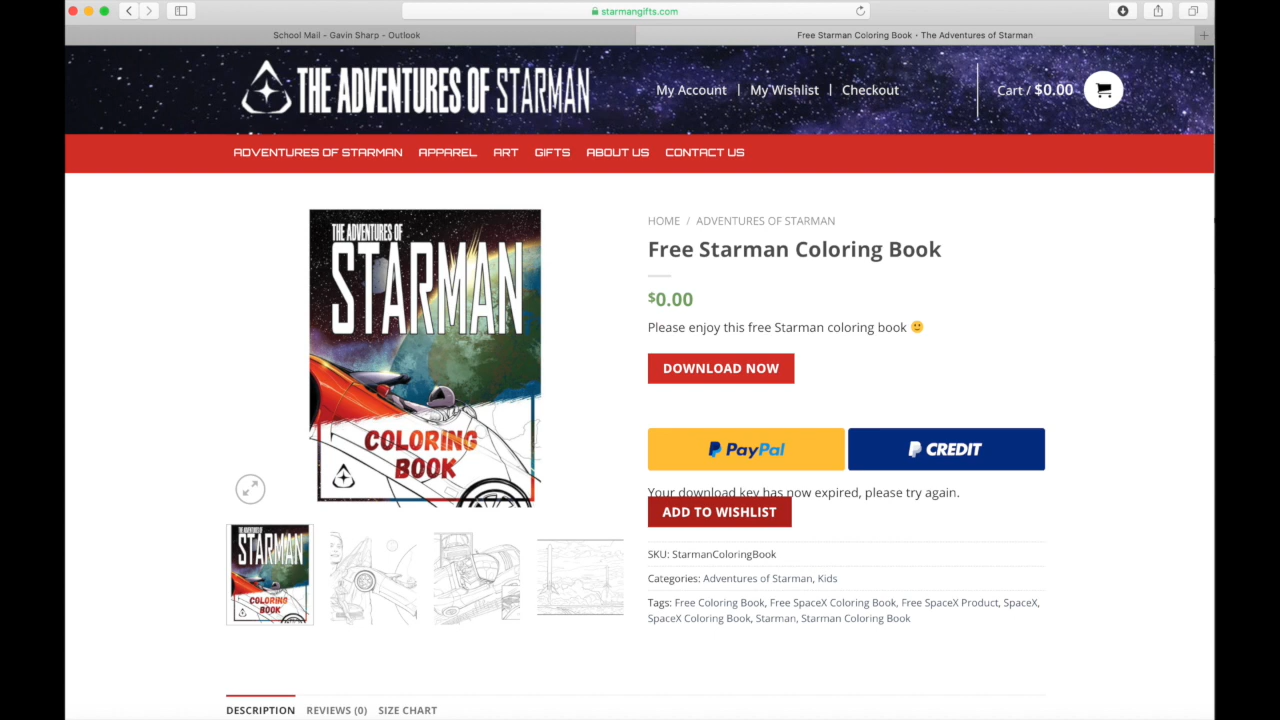 starmangifts.com
School Mail - Gavin Sharp - Outlook
Free Starman Coloring Book - The Adventures of Starman
THE ADVENTURES OF STARMAN
My Account | My Wishlist | Checkout
Cart / $0.00
ADVENTURES OF STARMAN APPAREL ART GIFTS ABOUT US CONTACT US
THE ADVENTURES OF
STARMAN
COLORING
BOOK
HOME / ADVENTURES OF STARMAN
Free Starman Coloring Book
$0.00
Please enjoy this free Starman coloring book 🙂
DOWNLOAD NOW
PayPal
CREDIT
Your download key has now expired, please try again.
ADD TO WISHLIST
STARMAN
COLORING
BOOK
SKU: StarmanColoringBook
Categories: Adventures of Starman, Kids
Tags: Free Coloring Book, Free SpaceX Coloring Book, Free SpaceX Product, SpaceX,
SpaceX Coloring Book, Starman, Starman Coloring Book
DESCRIPTION REVIEWS (0) SIZE CHART